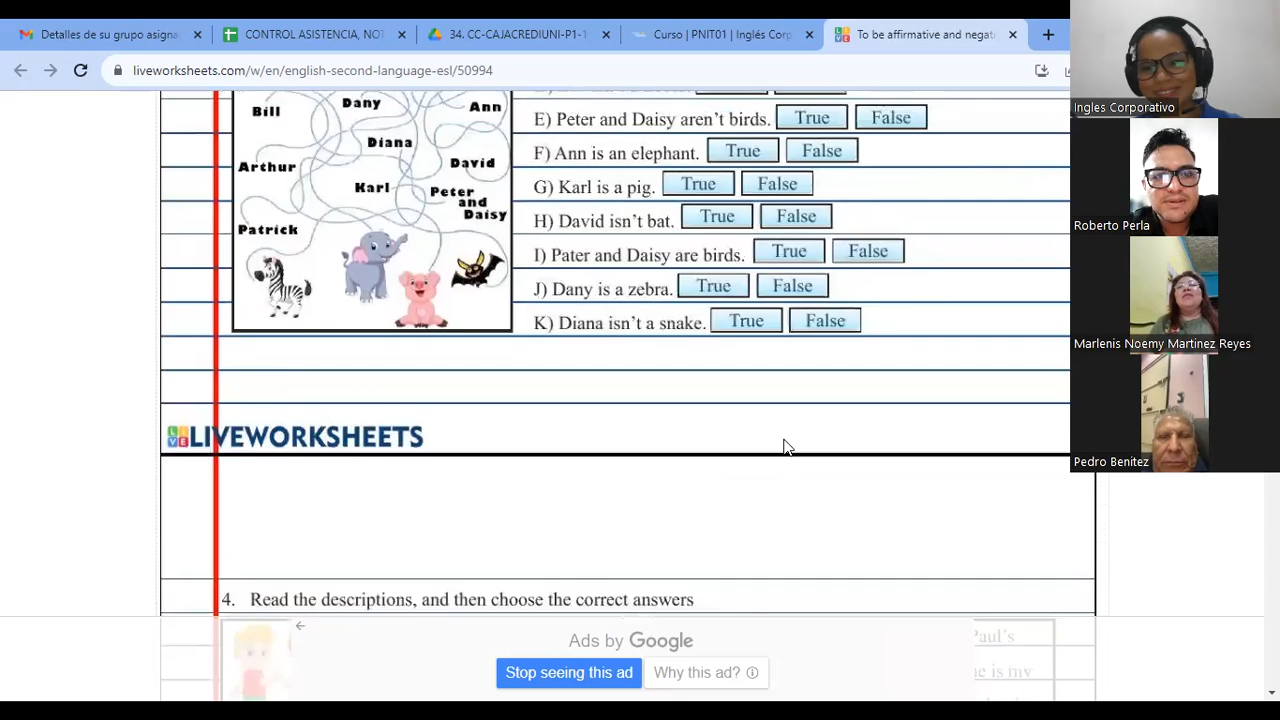 Detalles de su grupo asigna
CONTROL ASISTENCIA, NOT
34. CC-CAJACREDIUNI-P1-1
Curso | PNIT01 | Inglés Corp
To be affirmative and negat
liveworksheets.com/w/en/english-second-language-esl/50994
Bill
Dany
Ann
Diana
Arthur
David
Karl
Peter
and
Daisy
Patrick
E) Peter and Daisy aren't birds. True False
F) Ann is an elephant. True False
G) Karl is a pig. True False
H) David isn't bat. True False
I) Pater and Daisy are birds. True False
J) Dany is a zebra. True False
K) Diana isn't a snake. True False
LIVEWORKSHEETS
4. Read the descriptions, and then choose the correct answers
Ads by Google
Paul's
Stop seeing this ad
Why this ad?
is my
Ingles Corporativo
Roberto Perla
Marlenis Noemy Martinez Reyes
Pedro Benitez